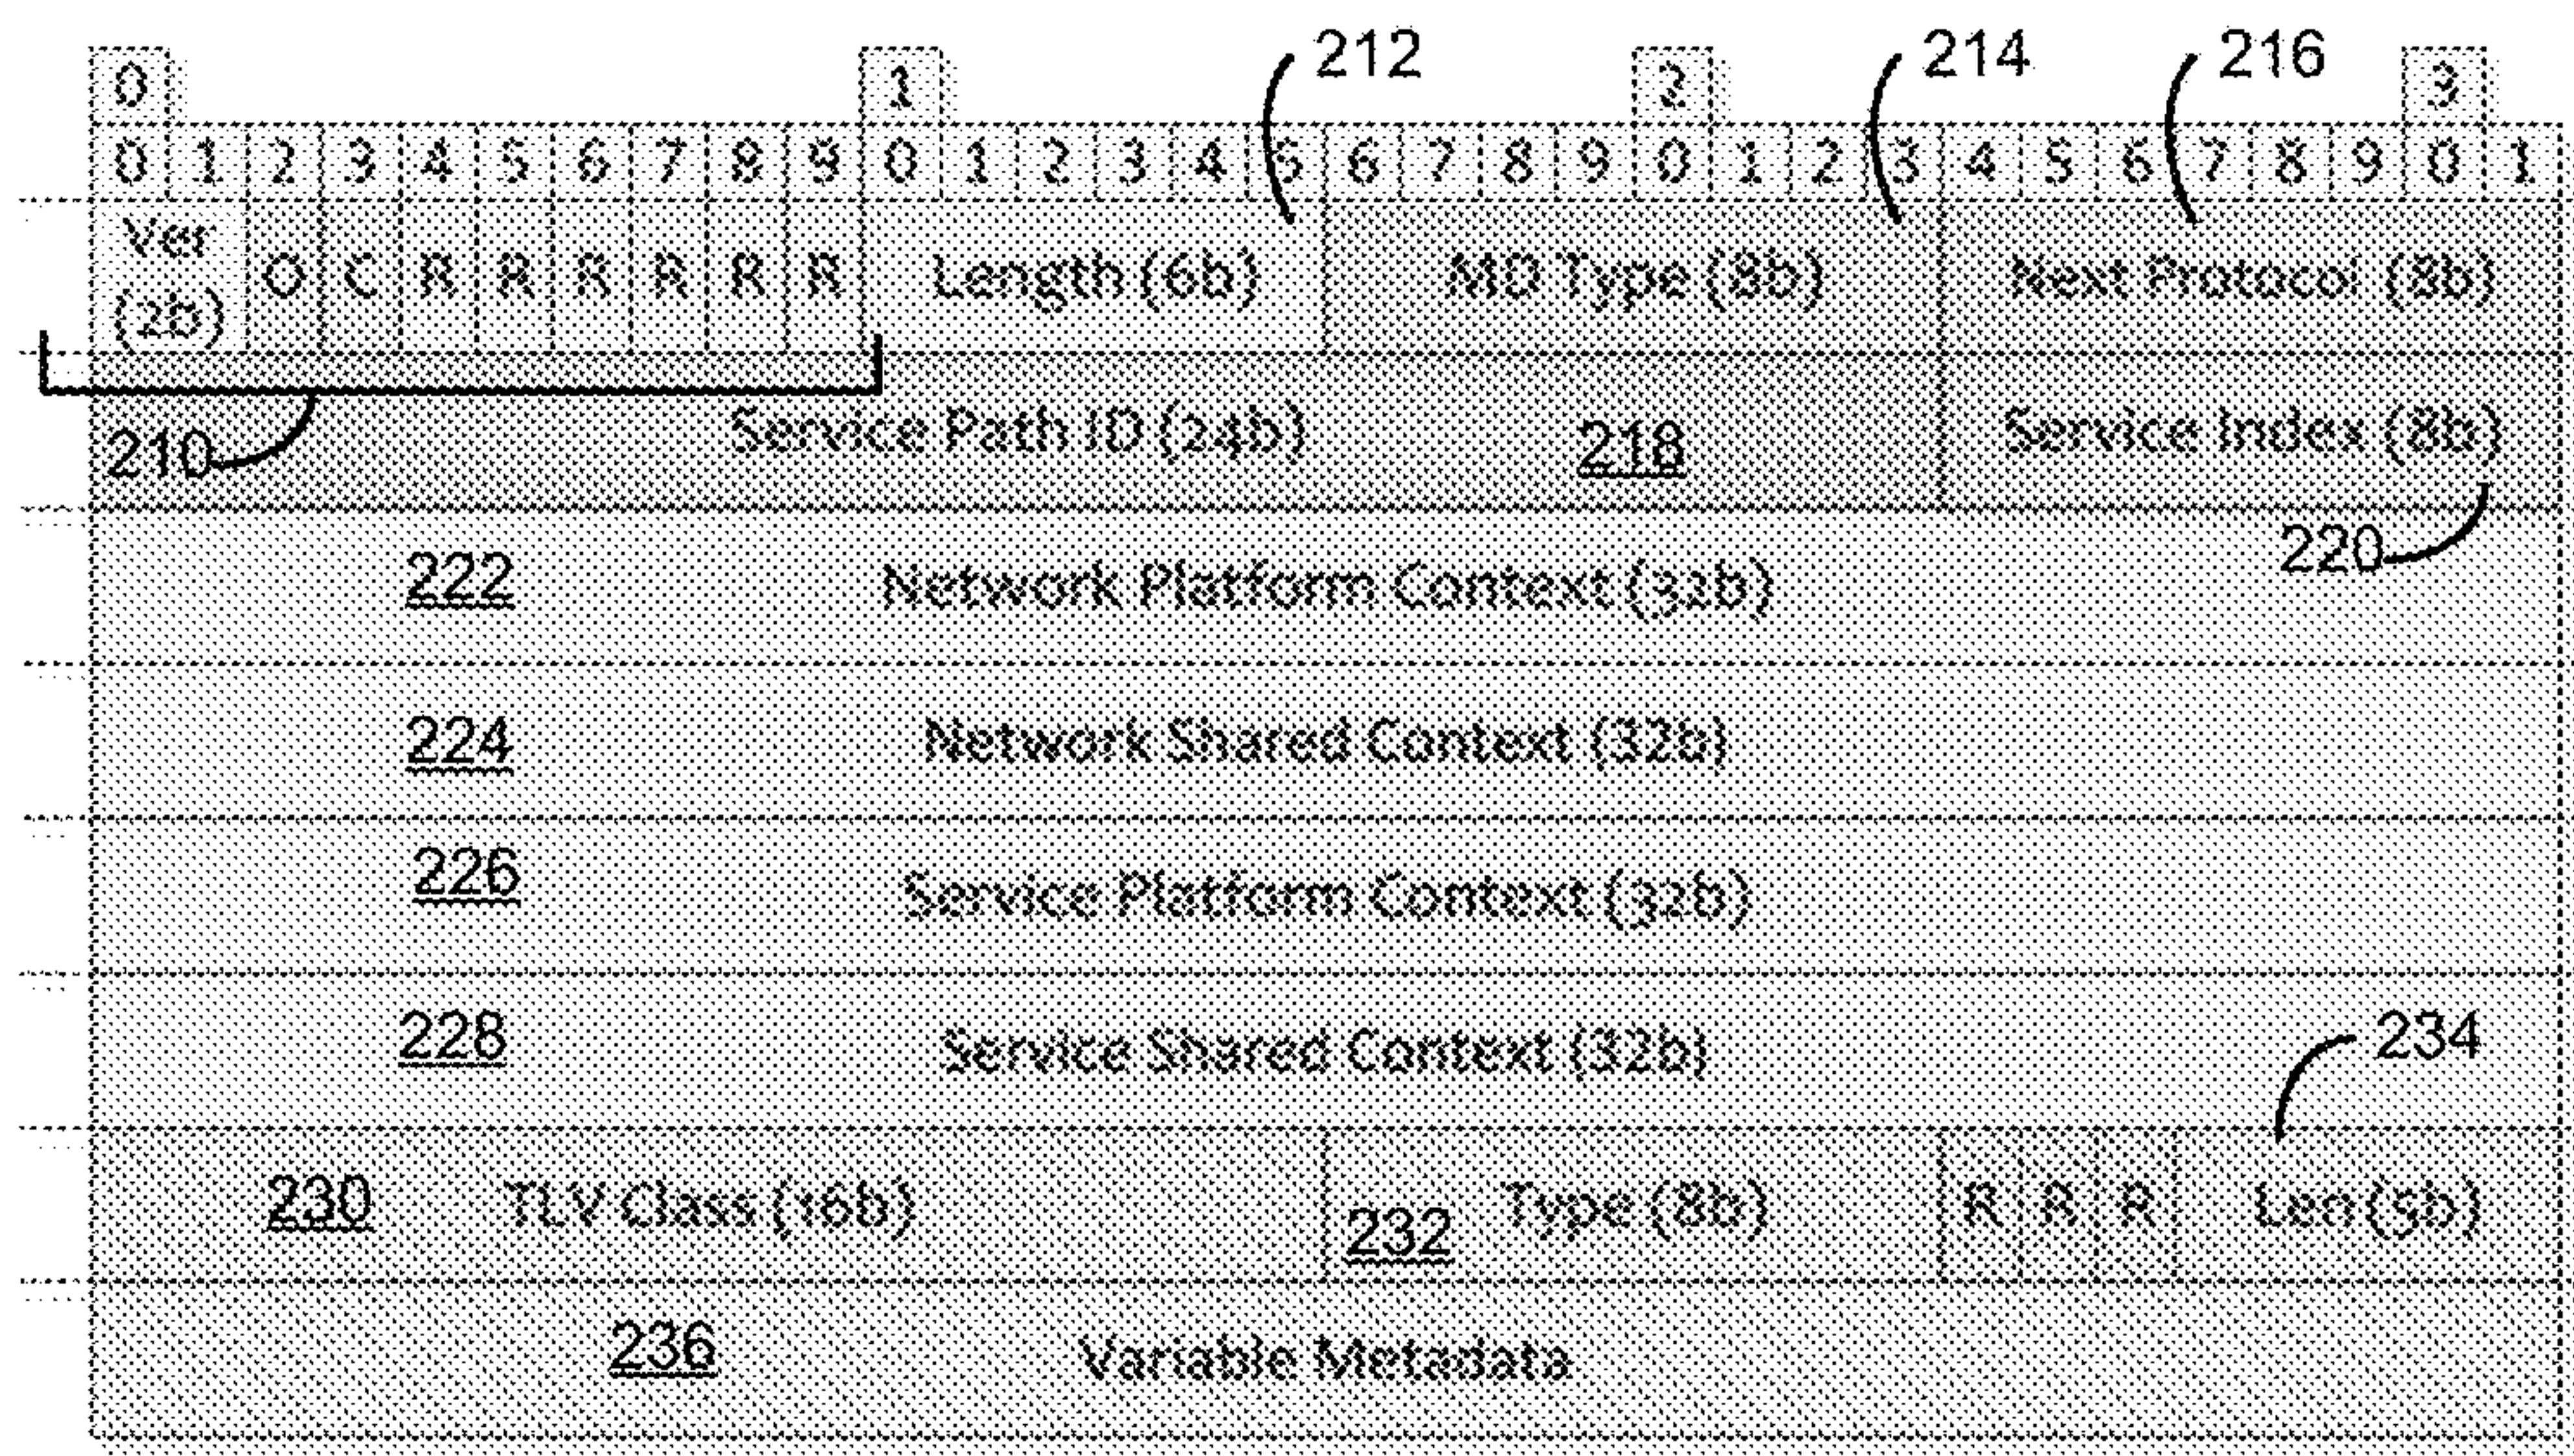 212 214 216
0 1 2 3
0 1 2 3 4 5 6 7 8 9 0 1 2 3 4 5 6 7 8 9 0 1 2 3 4 5 6 7 8 9 0 1
Ver (2b) O C R R R R R R Length (6b) MD Type (8b) Next Protocol (8b)
210 Service Path ID (24b) 218 Service Index (8b)
220
222 Network Platform Context (32b)
224 Network Shared Context (32b)
226 Service Platform Context (32b)
228 Service Shared Context (32b)
234
230 TLV Class (16b) 232 Type (8b) R R R Len (5b)
236 Variable Metadata